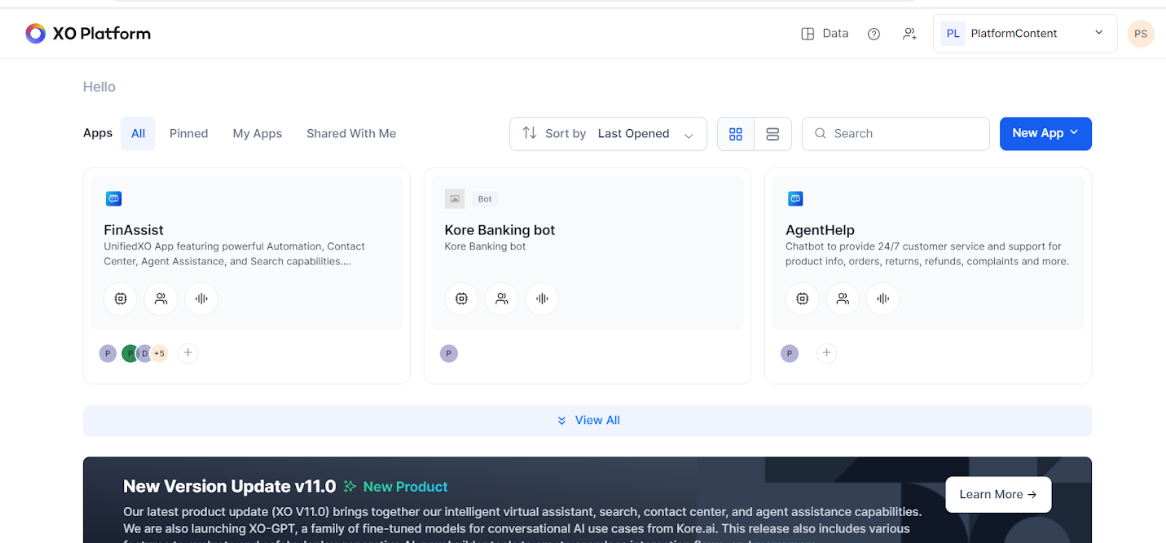 XO Platform
Data
PL PlatformContent
PS
Hello
Apps All Pinned My Apps Shared With Me
Sort by Last Opened
Search
New App
FinAssist
UnifiedXO App featuring powerful Automation, Contact
Center, Agent Assistance, and Search capabilities....
P P D +5 +
Bot
Kore Banking bot
Kore Banking bot
P
AgentHelp
Chatbot to provide 24/7 customer service and support for
product info, orders, returns, refunds, complaints and more.
P +
View All
New Version Update v11.0 New Product
Learn More →
Our latest product update (XO V11.0) brings together our intelligent virtual assistant, search, contact center, and agent assistance capabilities.
We are also launching XO-GPT, a family of fine-tuned models for conversational AI use cases from Kore.ai. This release also includes various